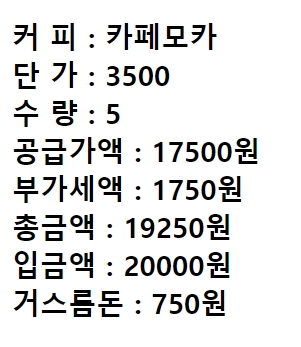 커 피 : 카페모카
단 가 : 3500
수 량 : 5
공급가액 : 17500원
부가세액 : 1750원
총금액 : 19250원
입금액 : 20000원
거스름돈 : 750원